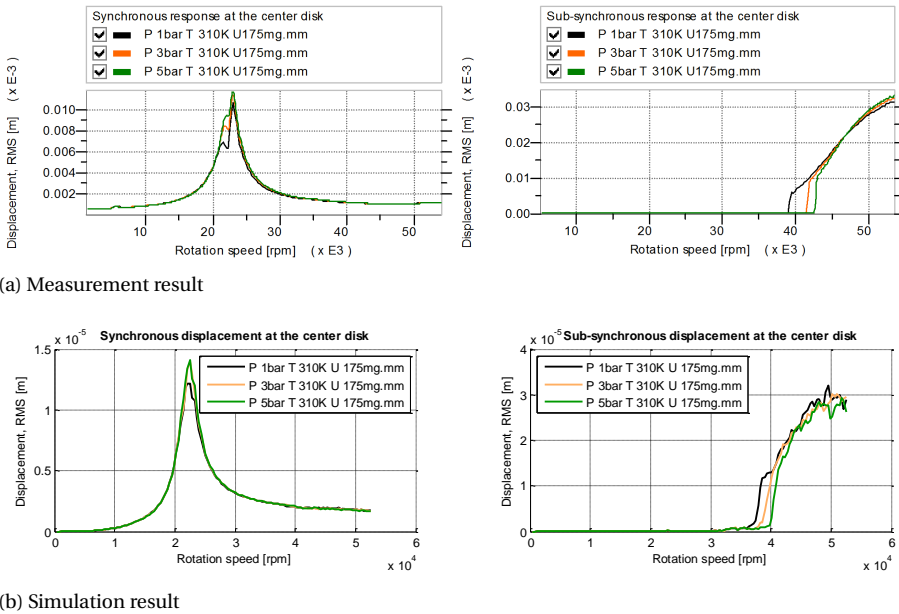 Synchronous response at the center disk
P 1bar T 310K U175mg.mm
P 3bar T 310K U175mg.mm
P 5bar T 310K U175mg.mm
Displacement, RMS [m] ( x E-3 )
0.010
0.008
0.006
0.004
0.002
10 20 30 40 50
Rotation speed [rpm] ( x E3 )
Sub-synchronous response at the center disk
P 1bar T 310K U175mg.mm
P 3bar T 310K U175mg.mm
P 5bar T 310K U175mg.mm
Displacement, RMS [m] ( x E-3 )
0.03
0.02
0.01
0.00
10 20 30 40 50
Rotation speed [rpm] ( x E3 )
(a) Measurement result
Synchronous displacement at the center disk
x 10-5
P 1bar T 310K U 175mg.mm
P 3bar T 310K U 175mg.mm
P 5bar T 310K U 175mg.mm
Displacement, RMS [m]
1.5
1
0.5
0
0 1 2 3 4 5 6
Rotation speed [rpm]
x 104
Sub-synchronous displacement at the center disk
x 10-5
P 1bar T 310K U 175mg.mm
P 3bar T 310K U 175mg.mm
P 5bar T 310K U 175mg.mm
Displacement, RMS [m]
4
3
2
1
0
0 1 2 3 4 5 6
Rotation speed [rpm]
x 104
(b) Simulation result